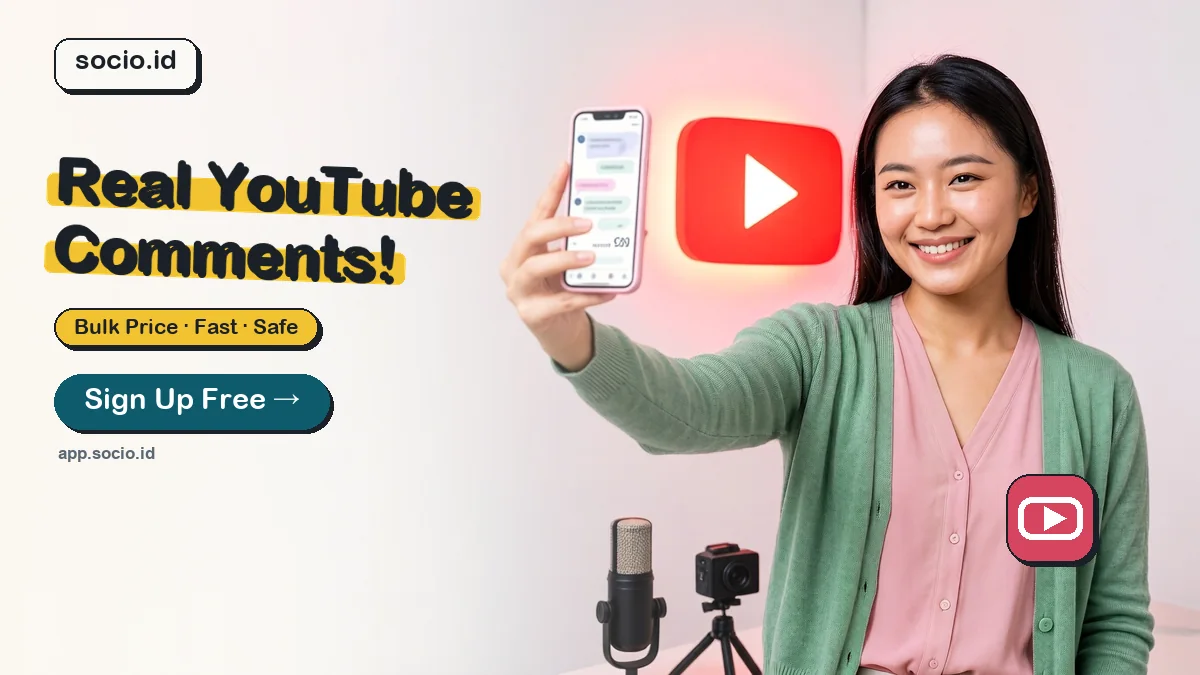 socio.id
Real YouTube
Comments!
Bulk Price · Fast · Safe
Sign Up Free →
app.socio.id